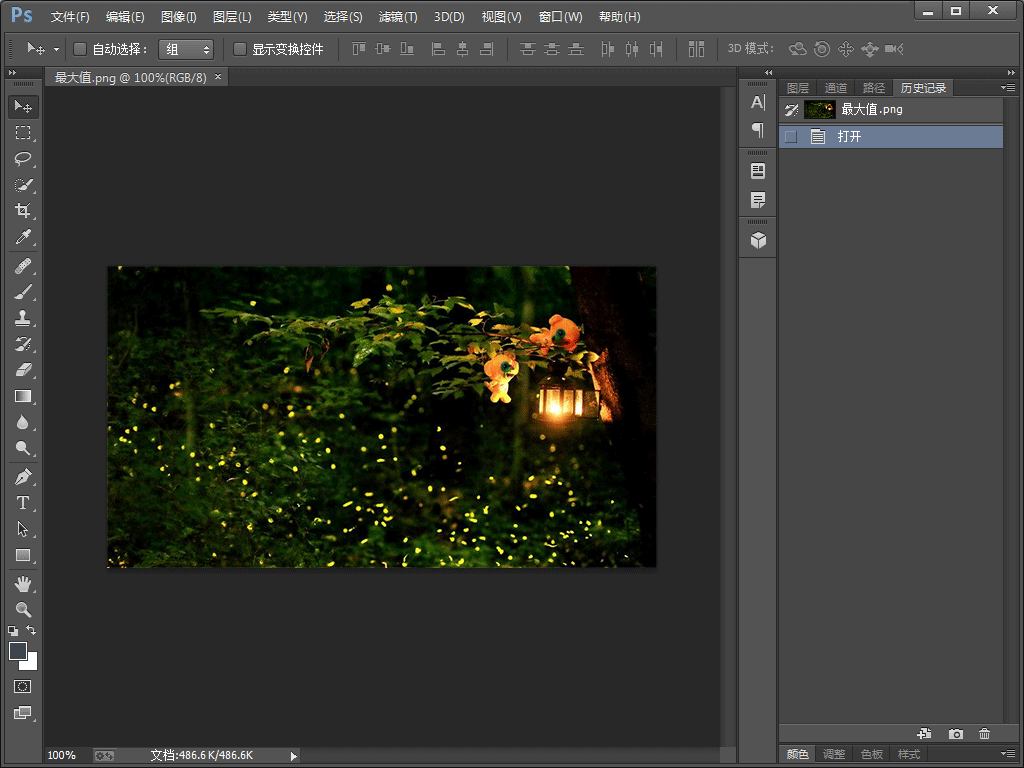 Ps 文件(F) 编辑(E) 图像(I) 图层(L) 类型(Y) 选择(S) 滤镜(T) 3D(D) 视图(V) 窗口(W) 帮助(H)
自动选择： 组 显示变换控件 3D 模式：
最大值.png @ 100%(RGB/8) ×
图层 通道 路径 历史记录
最大值.png
打开
100% 文档:486.6K/486.6K
颜色 调整 色板 样式